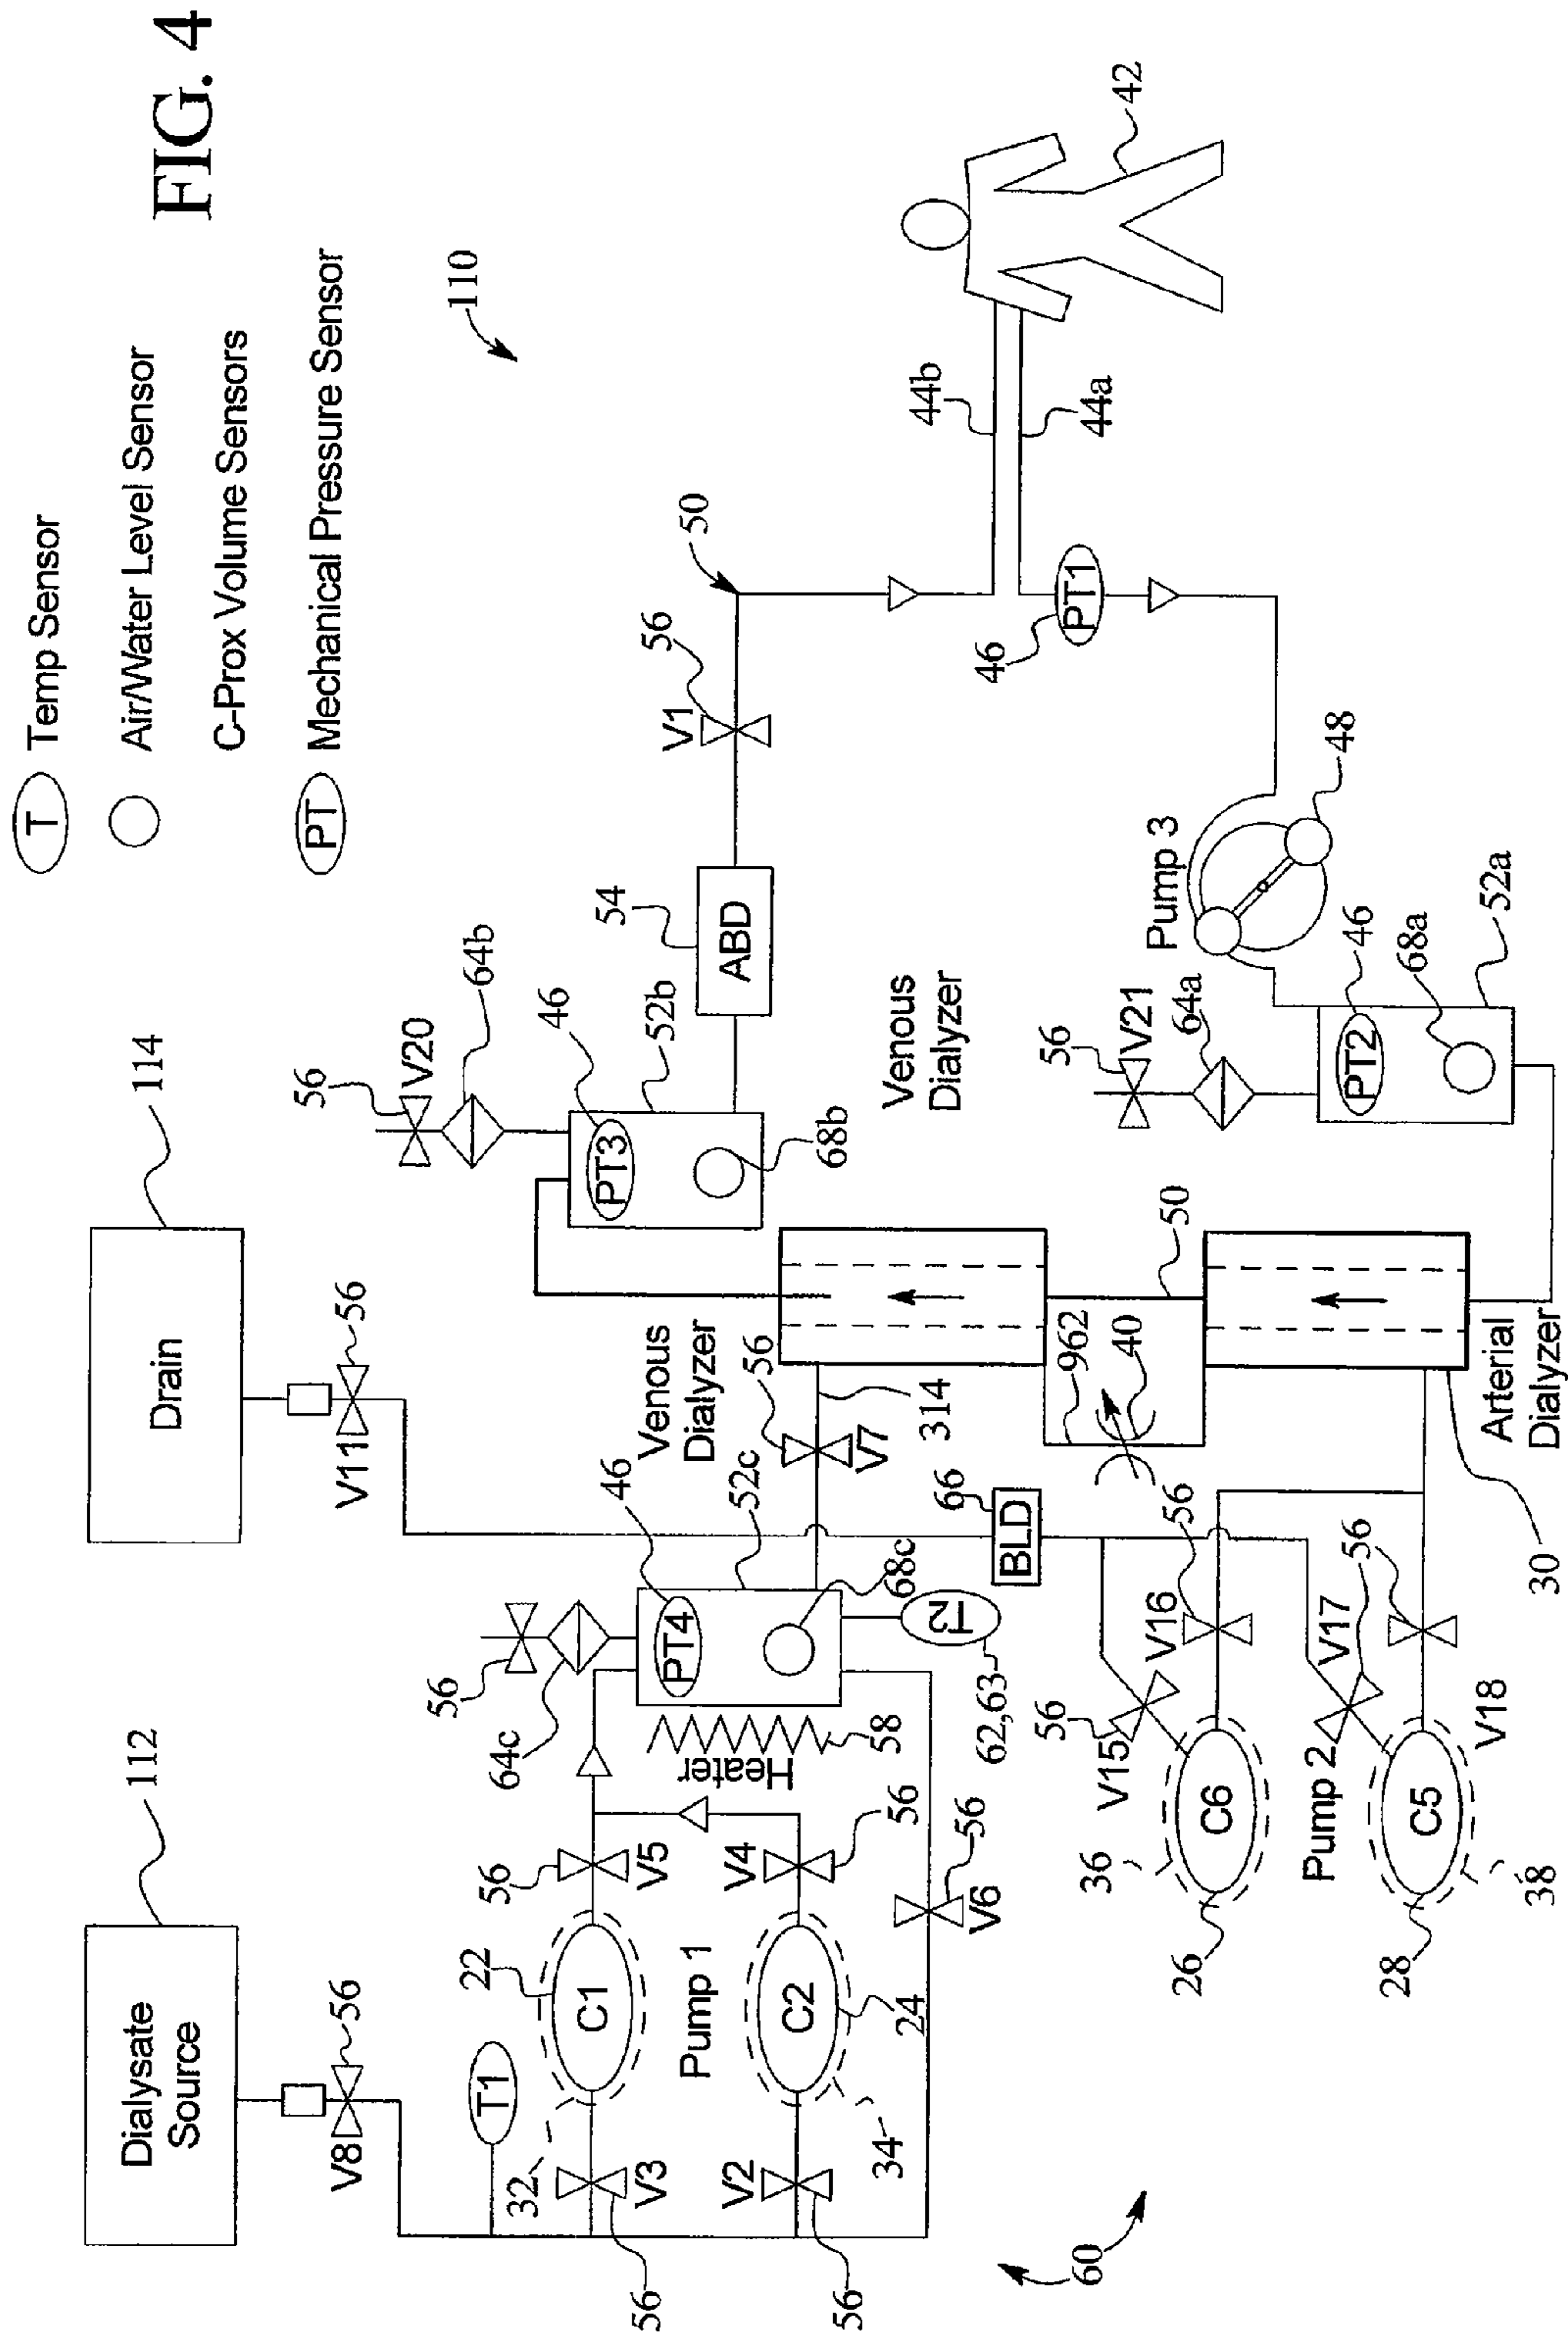 FIG. 4
T Temp Sensor
Air/Water Level Sensor
C-Prox Volume Sensors
PT Mechanical Pressure Sensor
110
112
Dialysate
Source
114
Drain
V8
56
V11
56
T1
32
22
C1
V3
56
V5
56
Pump 1
V2
56
34
C2
24
V4
56
V6
56
60
64c
56
46
PT4
52c
68c
Heater
58
T2
62,63
Venous
Dialyzer
56
V7
314
66
BLD
56
V20
64b
46
PT3
52b
68b
54
ABD
V1
56
50
44b
44a
42
46
PT1
Venous
Dialyzer
Pump 3
48
56
V21
64a
46
PT2
68a
52a
962
40
50
Arterial
Dialyzer
30
V15
56
V16
56
36
C6
26
Pump 2
V17
56
V18
C5
28
38